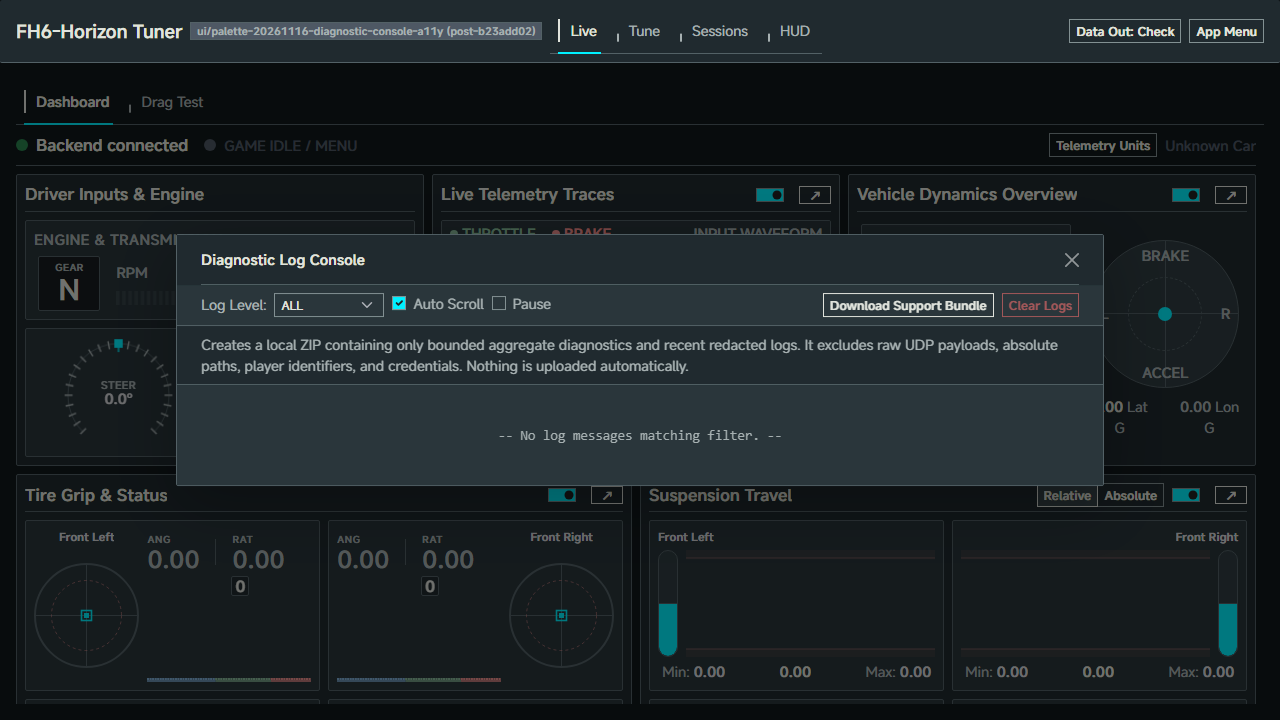 FH6-Horizon Tuner
ui/palette-20261116-diagnostic-console-a11y (post-b23add02)
Live
Tune
Sessions
HUD
Data Out: Check
App Menu
Dashboard
Drag Test
Backend connected
GAME IDLE / MENU
Telemetry Units
Unknown Car
Driver Inputs & Engine
Live Telemetry Traces
Vehicle Dynamics Overview
ENGINE & TRANSMI
THROTTLE
BRAKE
INPUT WAVEFORM
GEAR
N
RPM
STEER
0.0°
BRAKE
R
ACCEL
00 Lat
G
0.00 Lon
G
Diagnostic Log Console
Log Level:
ALL
Auto Scroll
Pause
Download Support Bundle
Clear Logs
Creates a local ZIP containing only bounded aggregate diagnostics and recent redacted logs. It excludes raw UDP payloads, absolute
paths, player identifiers, and credentials. Nothing is uploaded automatically.
-- No log messages matching filter. --
Tire Grip & Status
Suspension Travel
Relative
Absolute
Front Left
ANG
0.00
RAT
0.00
0
ANG
0.00
RAT
0.00
0
Front Right
Front Left
Min: 0.00
0.00
Max: 0.00
Front Right
Min: 0.00
0.00
Max: 0.00